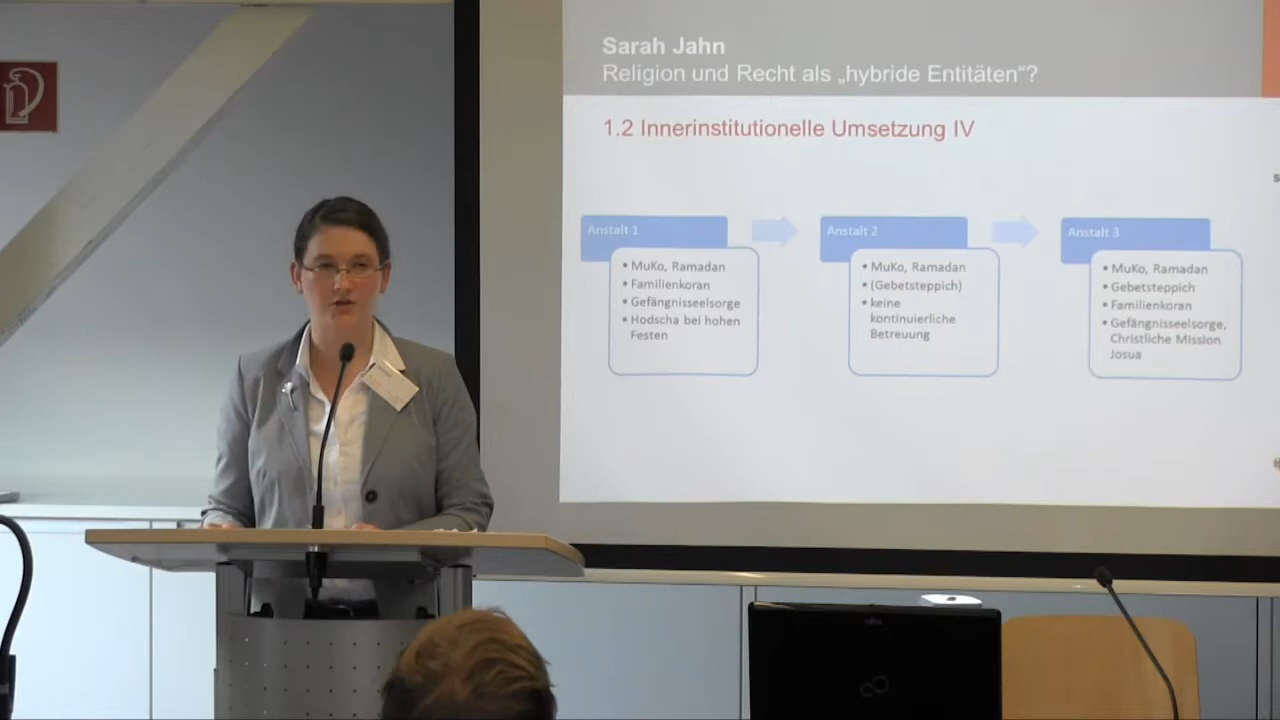 Sarah Jahn
Religion und Recht als „hybride Entitäten“?
1.2 Innerinstitutionelle Umsetzung IV
Anstalt 1
• MuKo, Ramadan
• Familienkoran
• Gefängnisseelsorge
• Hodscha bei hohen
Festen
Anstalt 2
• MuKo, Ramadan
• (Gebetsteppich)
• keine
kontinuierliche
Betreuung
Anstalt 3
• MuKo, Ramadan
• Gebetsteppich
• Familienkoran
• Gefängnisseelsorge,
Christliche Mission
Josua